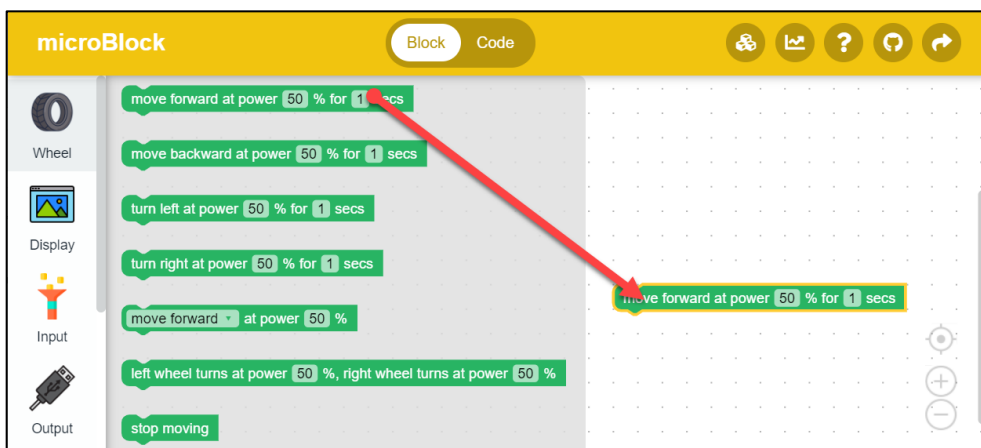 microBlock
Block Code
Wheel
Display
Input
Output
move forward at power 50 % for 1 secs
move backward at power 50 % for 1 secs
turn left at power 50 % for 1 secs
turn right at power 50 % for 1 secs
move forward at power 50 %
left wheel turns at power 50 %, right wheel turns at power 50 %
stop moving
move forward at power 50 % for 1 secs